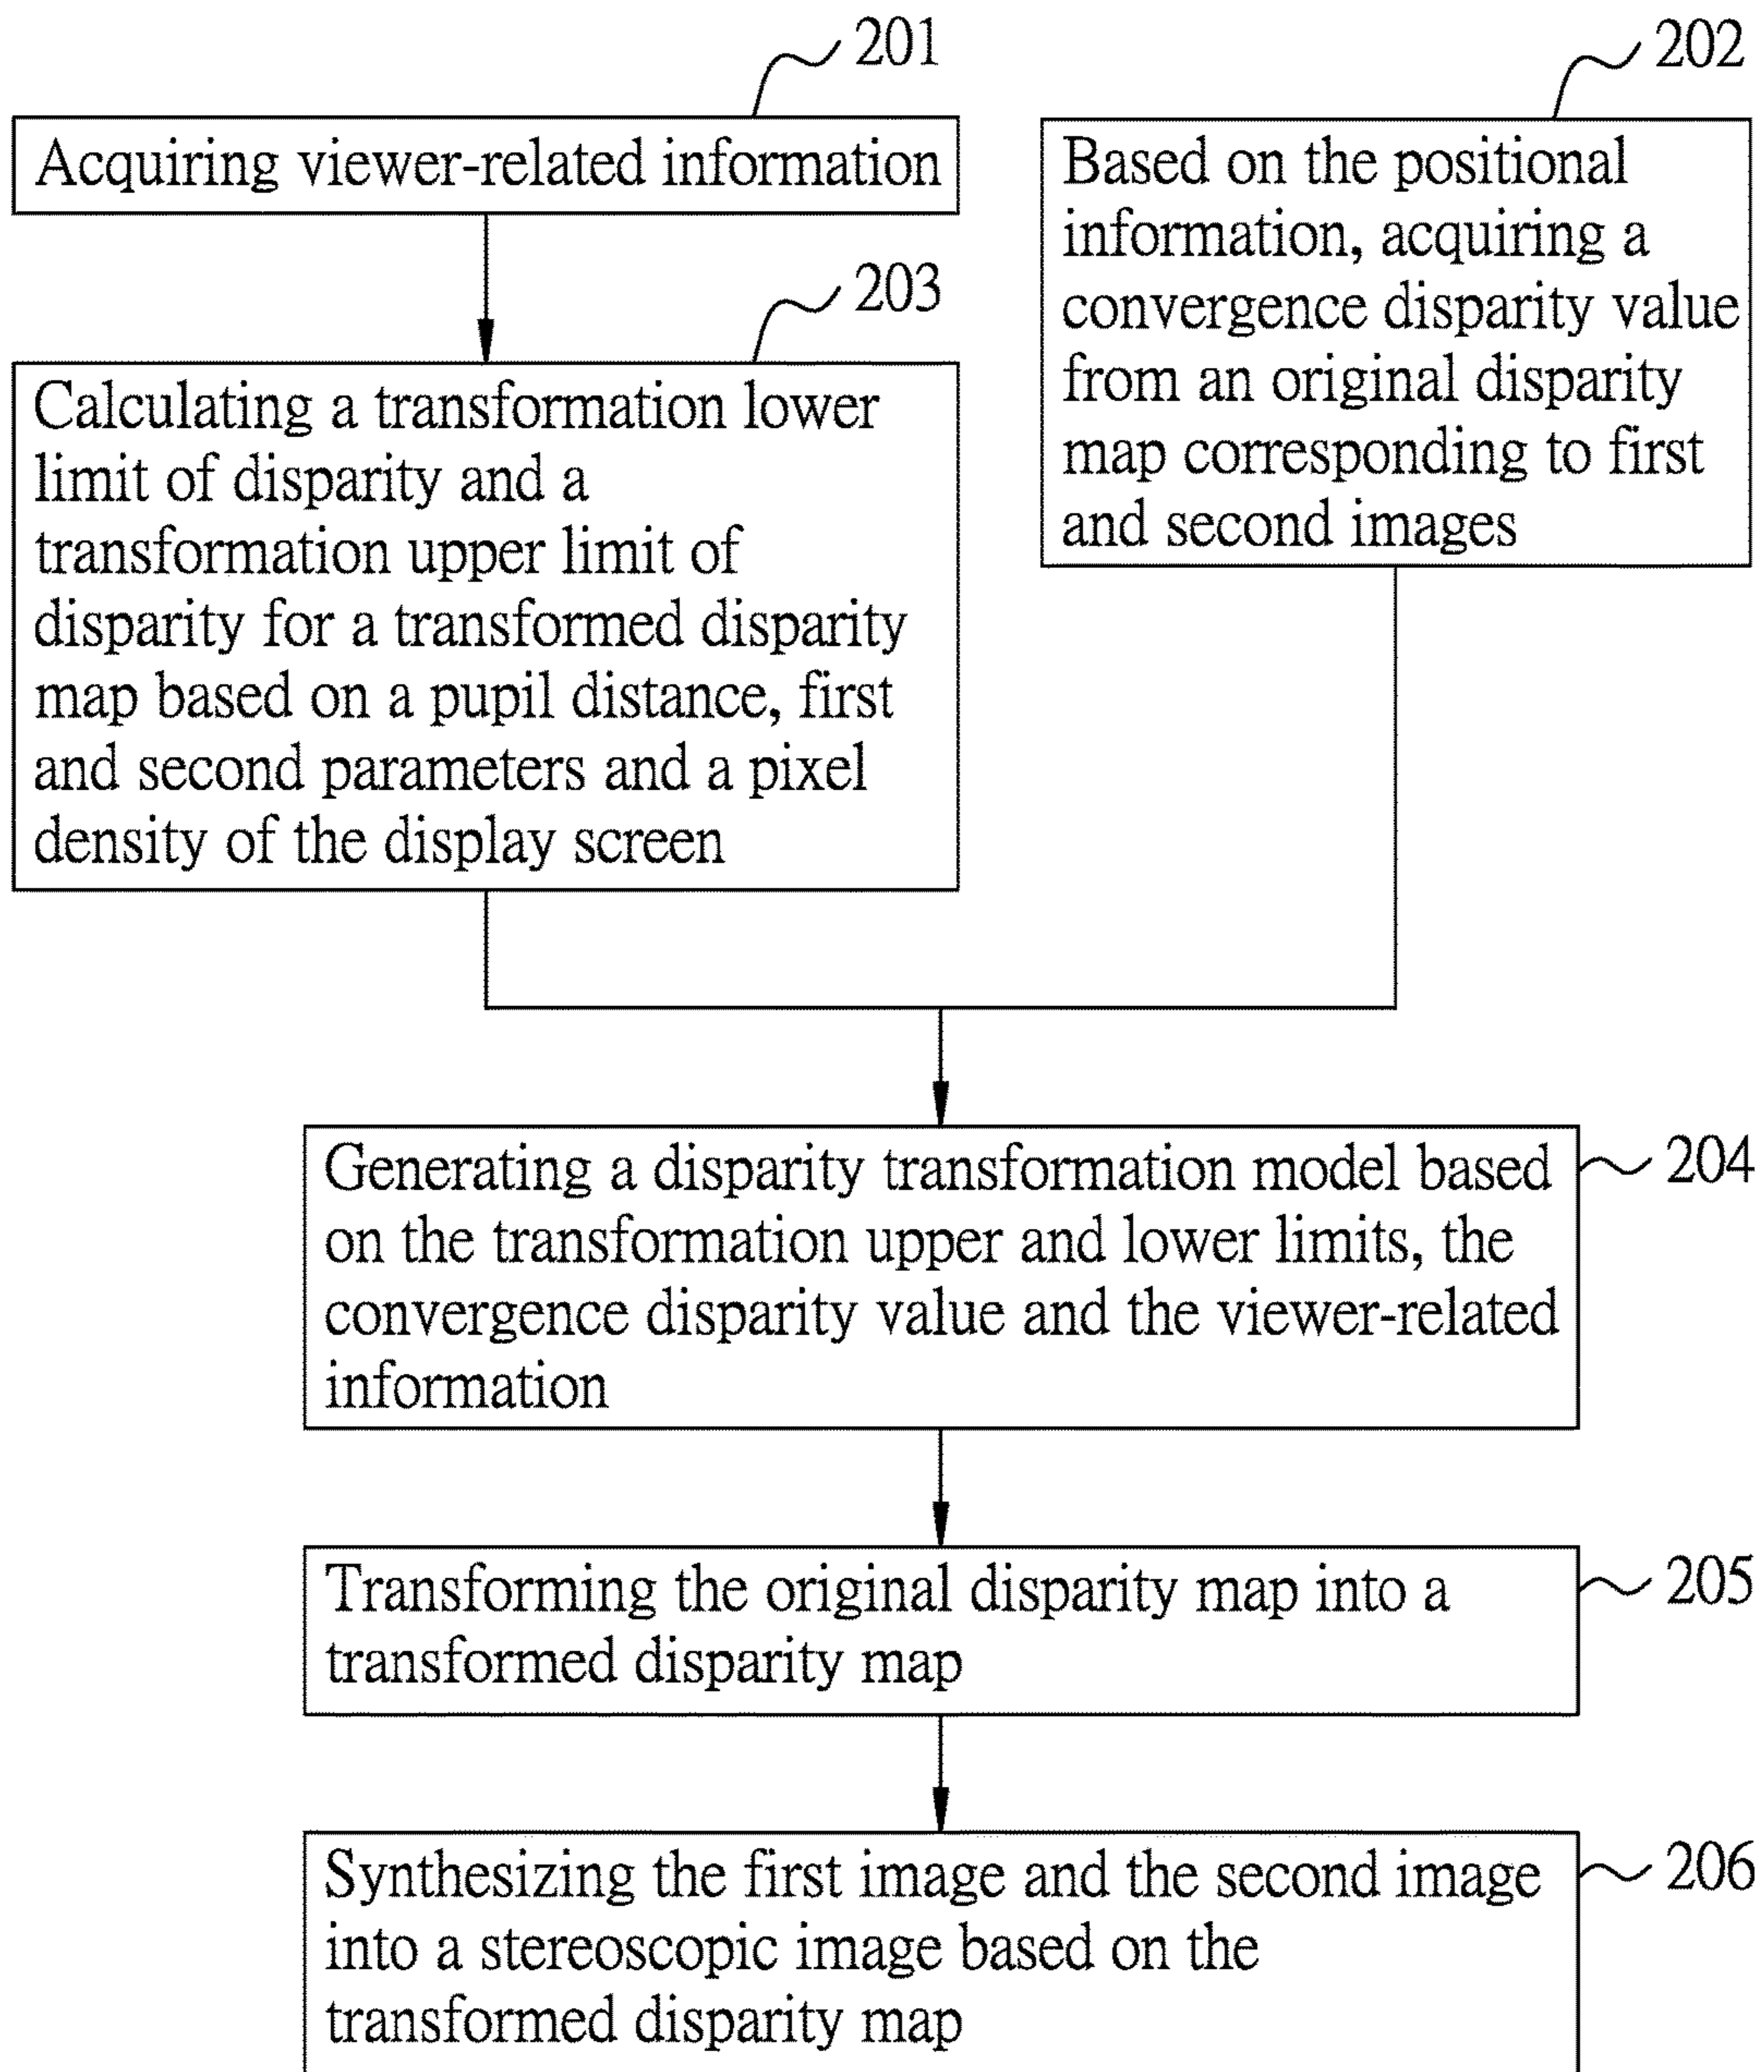 201
Acquiring viewer-related information
202
Based on the positional
information, acquiring a
convergence disparity value
from an original disparity
map corresponding to first
and second images
203
Calculating a transformation lower
limit of disparity and a
transformation upper limit of
disparity for a transformed disparity
map based on a pupil distance, first
and second parameters and a pixel
density of the display screen
204
Generating a disparity transformation model based
on the transformation upper and lower limits, the
convergence disparity value and the viewer-related
information
205
Transforming the original disparity map into a
transformed disparity map
206
Synthesizing the first image and the second image
into a stereoscopic image based on the
transformed disparity map